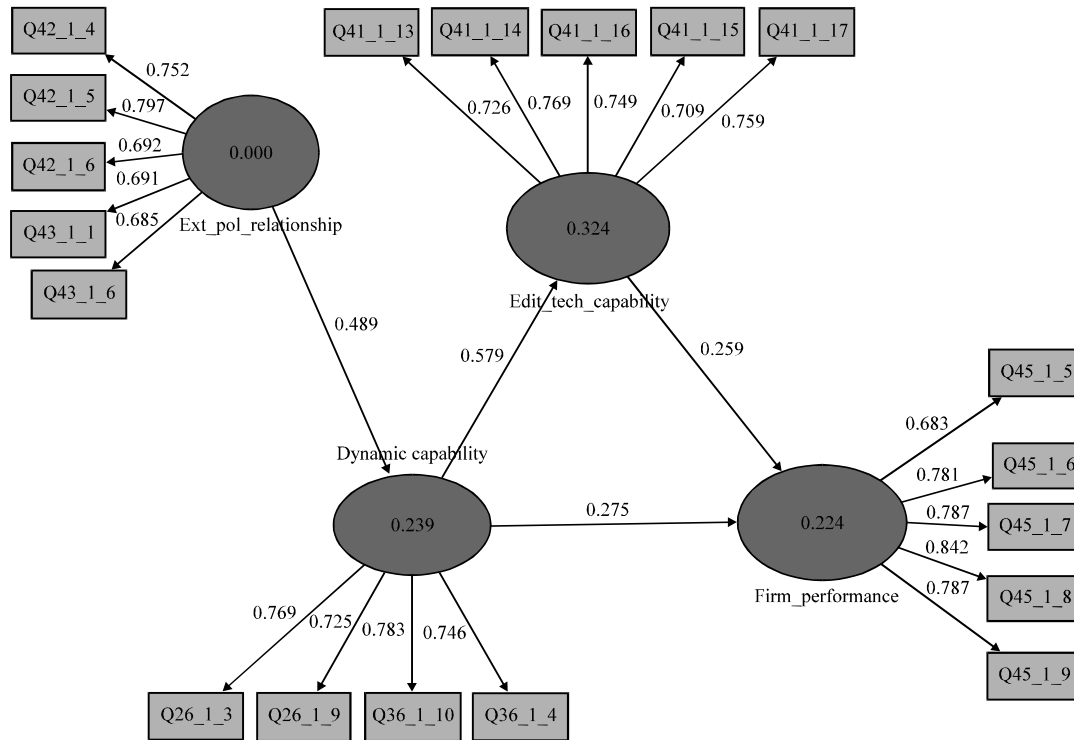 Q42_1_4
Q42_1_5
Q42_1_6
Q43_1_1
Q43_1_6
0.752
0.797
0.692
0.691
0.685
0.000
Ext_pol_relationship
Q41_1_13
Q41_1_14
Q41_1_16
Q41_1_15
Q41_1_17
0.726
0.769
0.749
0.709
0.759
0.324
Edit_tech_capability
0.489
0.579
0.259
Dynamic capability
0.239
0.275
0.224
Firm_performance
0.683
0.781
0.787
0.842
0.787
Q45_1_5
Q45_1_6
Q45_1_7
Q45_1_8
Q45_1_9
0.769
0.725
0.783
0.746
Q26_1_3
Q26_1_9
Q36_1_10
Q36_1_4